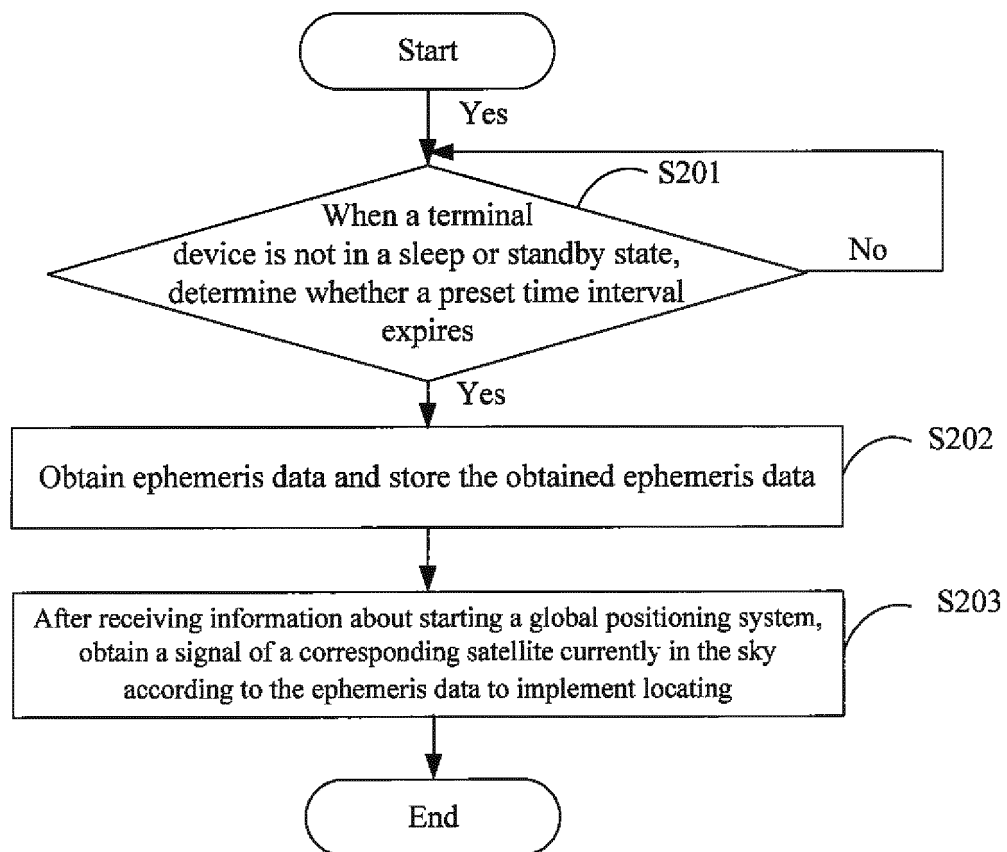 Start
Yes
S201
When a terminal
device is not in a sleep or standby state,
determine whether a preset time interval
expires
No
Yes
S202
Obtain ephemeris data and store the obtained ephemeris data
S203
After receiving information about starting a global positioning system,
obtain a signal of a corresponding satellite currently in the sky
according to the ephemeris data to implement locating
End